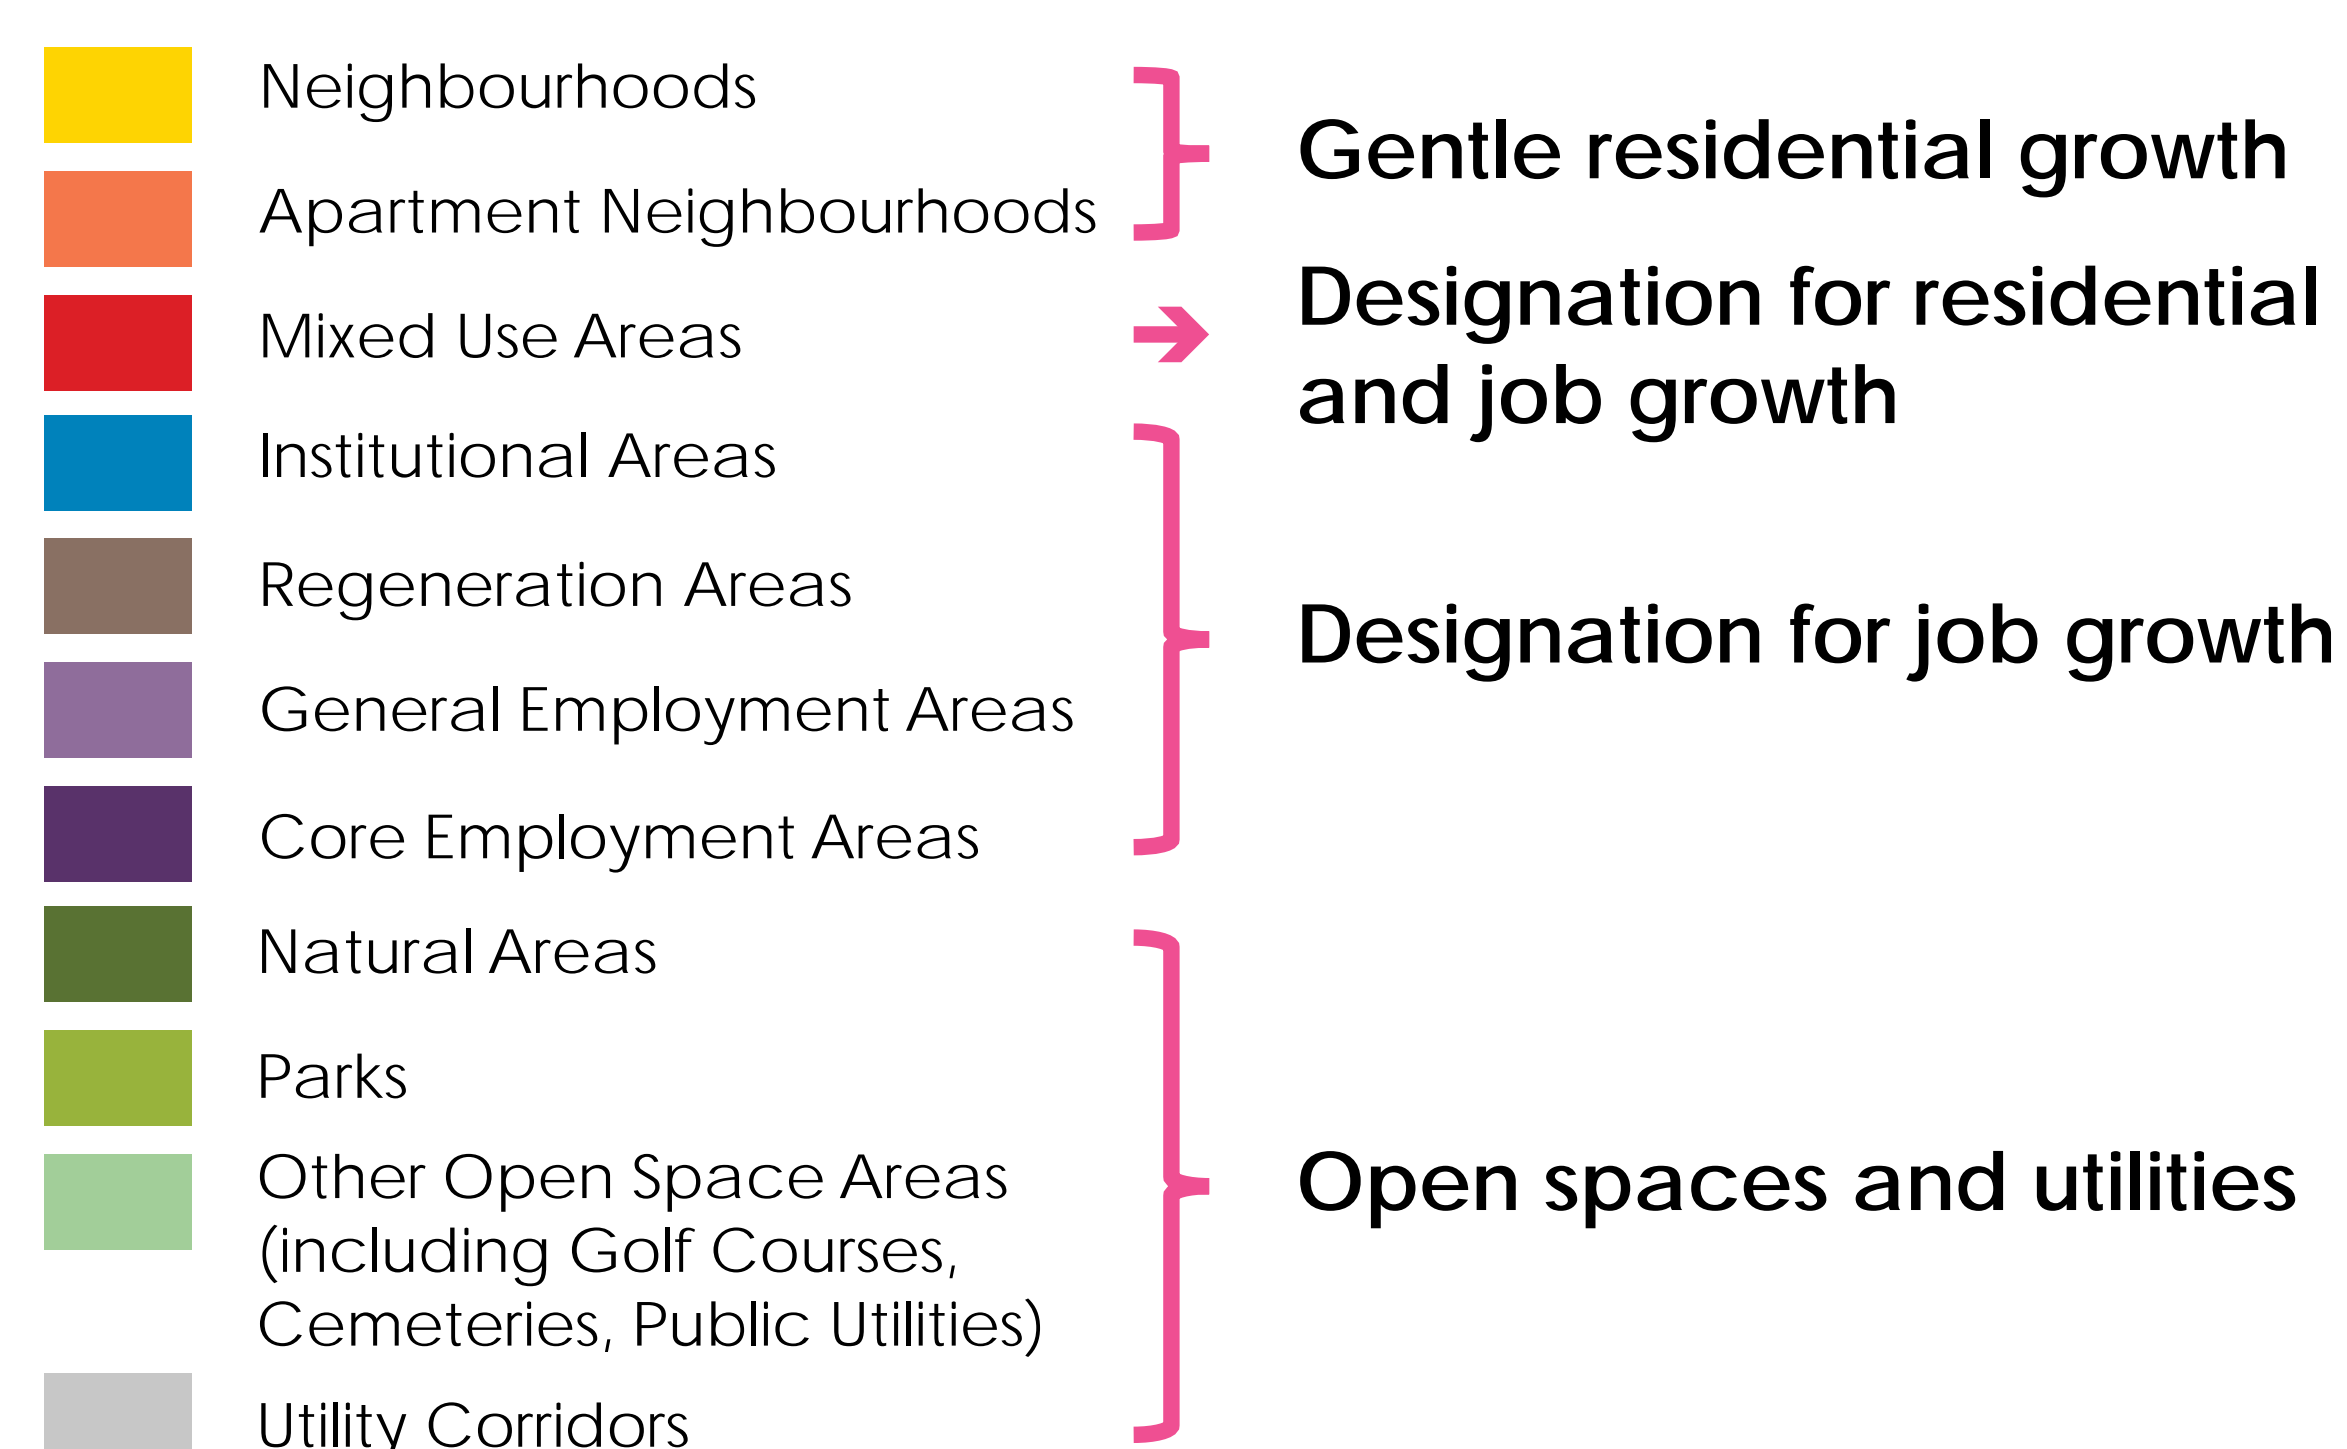 Neighbourhoods
Apartment Neighbourhoods
Gentle residential growth
Mixed Use Areas
Designation for residential
and job growth
Institutional Areas
Regeneration Areas
General Employment Areas
Core Employment Areas
Designation for job growth
Natural Areas
Parks
Other Open Space Areas
(including Golf Courses,
Cemeteries, Public Utilities)
Utility Corridors
Open spaces and utilities